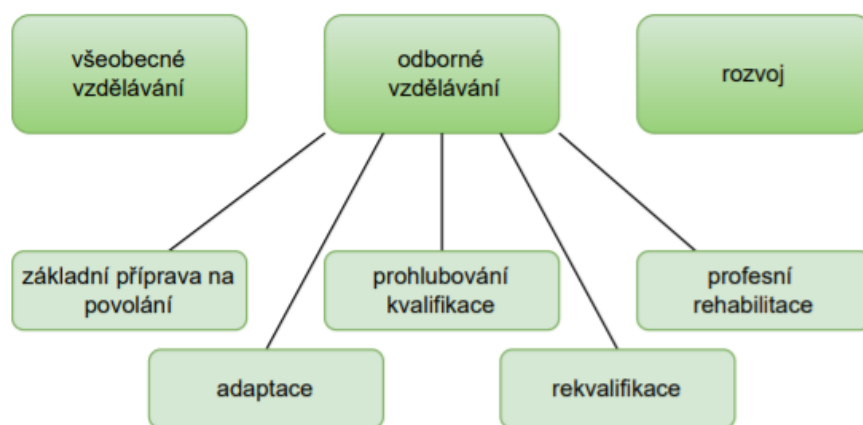 všeobecné
vzdělávání
odborné
vzdělávání
rozvoj
základní příprava na
povolání
prohlubování
kvalifikace
profesní
rehabilitace
adaptace
rekvalifikace